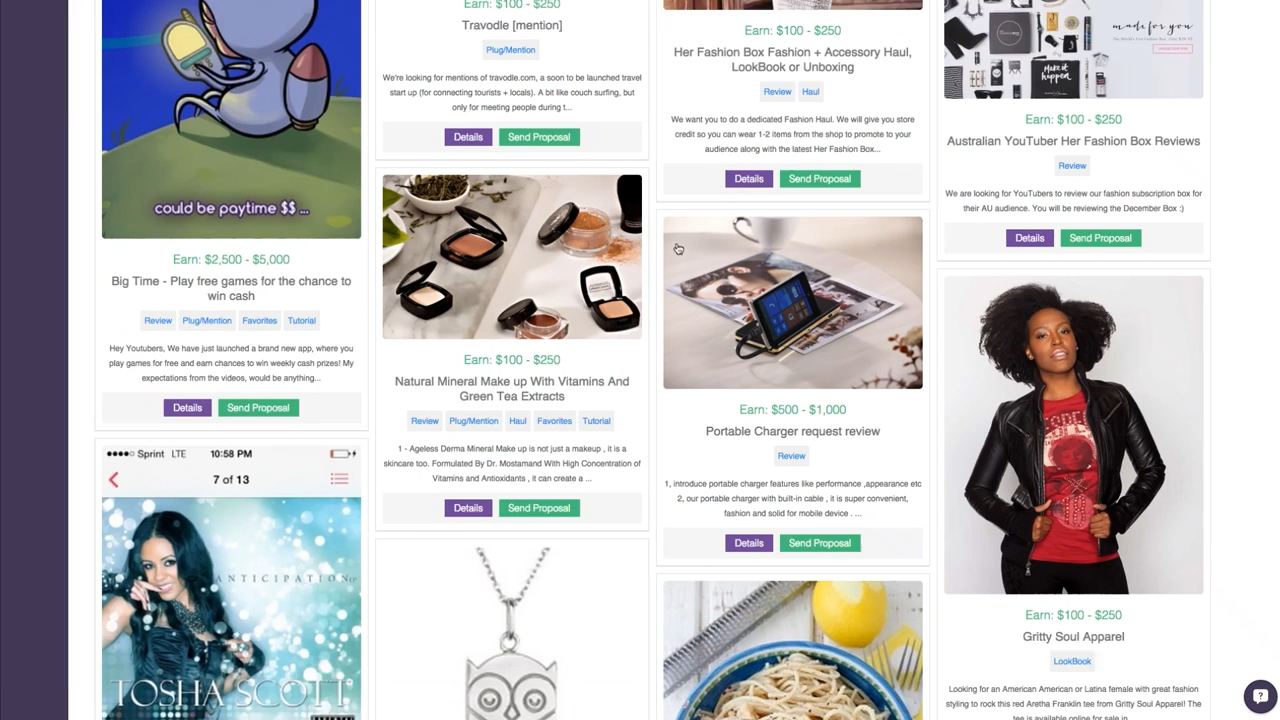 could be paytime $$ ...
Earn: $2,500 - $5,000
Big Time - Play free games for the chance to
win cash
Review Plug/Mention Favorites Tutorial
Hey Youtubers, We have just launched a brand new app, where you
play games for free and earn chances to win weekly cash prizes! My
expectations from the videos, would be anything...
Details Send Proposal
●●●●○ Sprint LTE 10:58 PM
7 of 13
ANTICIPATION
TOSHA SCOTT
Earn: $100 - $250
Travodle [mention]
Plug/Mention
We're looking for mentions of travodle.com, a soon to be launched travel
start up (for connecting tourists + locals). A bit like couch surfing, but
only for meeting people during t...
Details Send Proposal
Earn: $100 - $250
Natural Mineral Make up With Vitamins And
Green Tea Extracts
Review Plug/Mention Haul Favorites Tutorial
1 - Ageless Derma Mineral Make up is not just a makeup , it is a
skincare too. Formulated By Dr. Mostamand With High Concentration of
Vitamins and Antioxidants , it can create a ...
Details Send Proposal
Earn: $100 - $250
Her Fashion Box Fashion + Accessory Haul,
LookBook or Unboxing
Review Haul
We want you to do a dedicated Fashion Haul. We will give you store
credit so you can wear 1-2 items from the shop to promote to your
audience along with the latest Her Fashion Box...
Details Send Proposal
Earn: $500 - $1,000
Portable Charger request review
Review
1, introduce portable charger features like performance ,appearance etc
2, our portable charger with built-in cable , it is super convenient,
fashion and solid for mobile device . ...
Details Send Proposal
made for you
Make it
happen
Earn: $100 - $250
Australian YouTuber Her Fashion Box Reviews
Review
We are looking for YouTubers to review our fashion subscription box for
their AU audience. You will be reviewing the December Box :)
Details Send Proposal
Earn: $100 - $250
Gritty Soul Apparel
LookBook
Looking for an American American or Latina female with great fashion
styling to rock this red Aretha Franklin tee from Gritty Soul Apparel! The
tee is available online for sale in